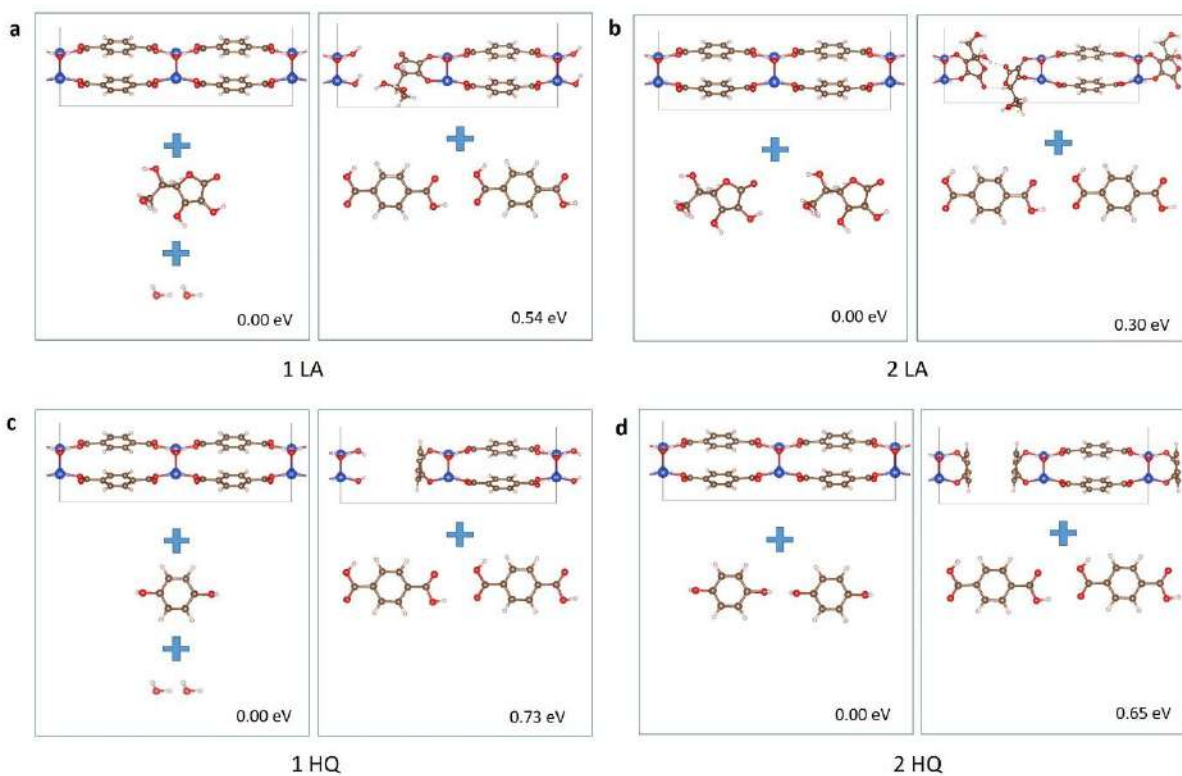 a
b
0.00 eV
0.54 eV
0.00 eV
0.30 eV
1 LA
2 LA
c
d
0.00 eV
0.73 eV
0.00 eV
0.65 eV
1 HQ
2 HQ